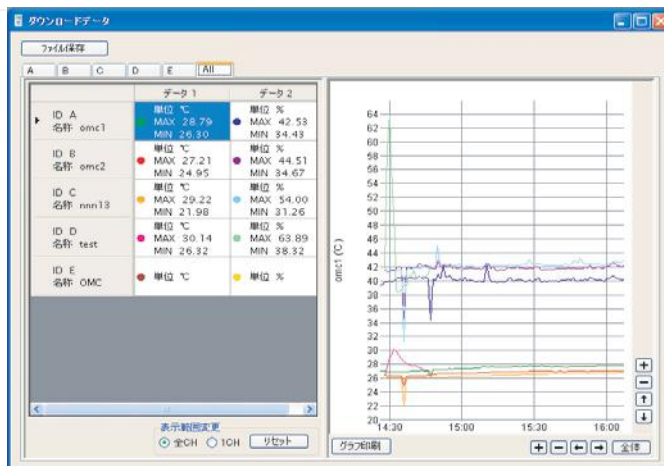 ダウンロードデータ
ファイル保存
A B C D E All
データ 1 データ 2
ID A
名称 omc1
単位 ℃
MAX 28.79
MIN 26.30
単位 %
MAX 42.53
MIN 34.43
ID B
名称 omc2
単位 ℃
MAX 27.21
MIN 24.95
単位 %
MAX 44.51
MIN 34.67
ID C
名称 nnn13
単位 ℃
MAX 29.22
MIN 21.98
単位 %
MAX 54.00
MIN 31.26
ID D
名称 test
単位 ℃
MAX 30.14
MIN 26.32
単位 %
MAX 63.89
MIN 38.32
ID E
名称 OMC
単位 ℃
単位 %
表示範囲変更
全CH 1CH リセット
omc1 (℃)
64
62
60
58
56
54
52
50
48
46
44
42
40
38
36
34
32
30
28
26
24
22
20
14:30 15:00 15:30 16:00
グラフ印刷
全体